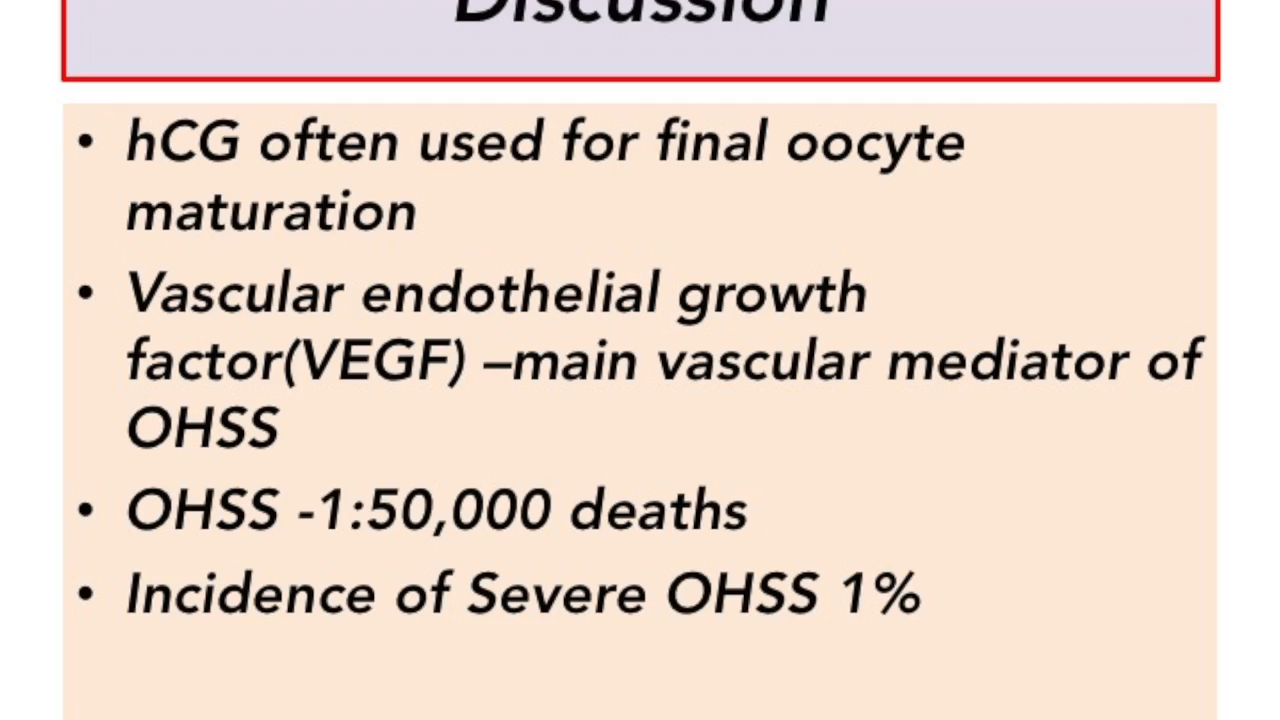 Discussion
• hCG often used for final oocyte
maturation
• Vascular endothelial growth
factor(VEGF) –main vascular mediator of
OHSS
• OHSS -1:50,000 deaths
• Incidence of Severe OHSS 1%